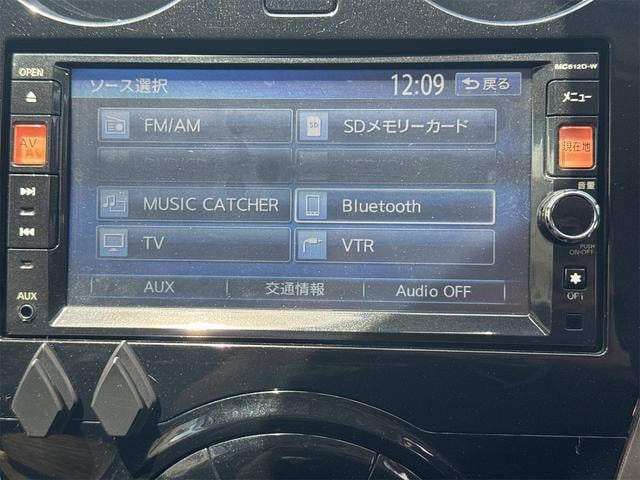 OPEN
MC512D-W
ソース選択 12:09 戻る
メニュー
FM/AM SDメモリーカード
SD
AV
現在地
音量
MUSIC CATCHER Bluetooth
TV VTR
PUSH
ON-OFF
AUX 交通情報 Audio OFF
AUX